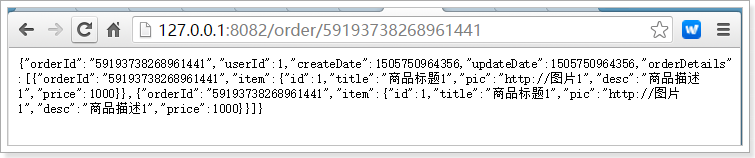 127.0.0.1:8082/order/59193738268961441
{"orderId":"59193738268961441","userId":1,"createDate":1505750964356,"updateDate":1505750964356,"orderDetails"
:[{"orderId":"59193738268961441","item":{"id":1,"title":"商品标题1","pic":"http://图片1","desc":"商品描述
1","price":1000}},{"orderId":"59193738268961441","item":{"id":1,"title":"商品标题1","pic":"http://图片
1","desc":"商品描述1","price":1000}}]}